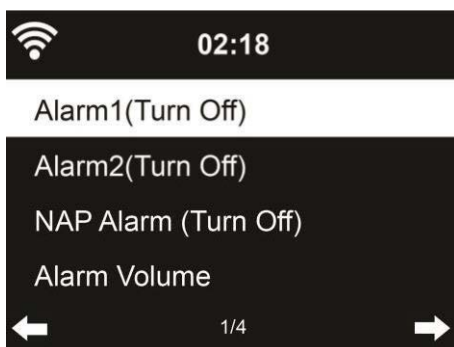 02:18
Alarm1(Turn Off)
Alarm2(Turn Off)
NAP Alarm (Turn Off)
Alarm Volume
1/4